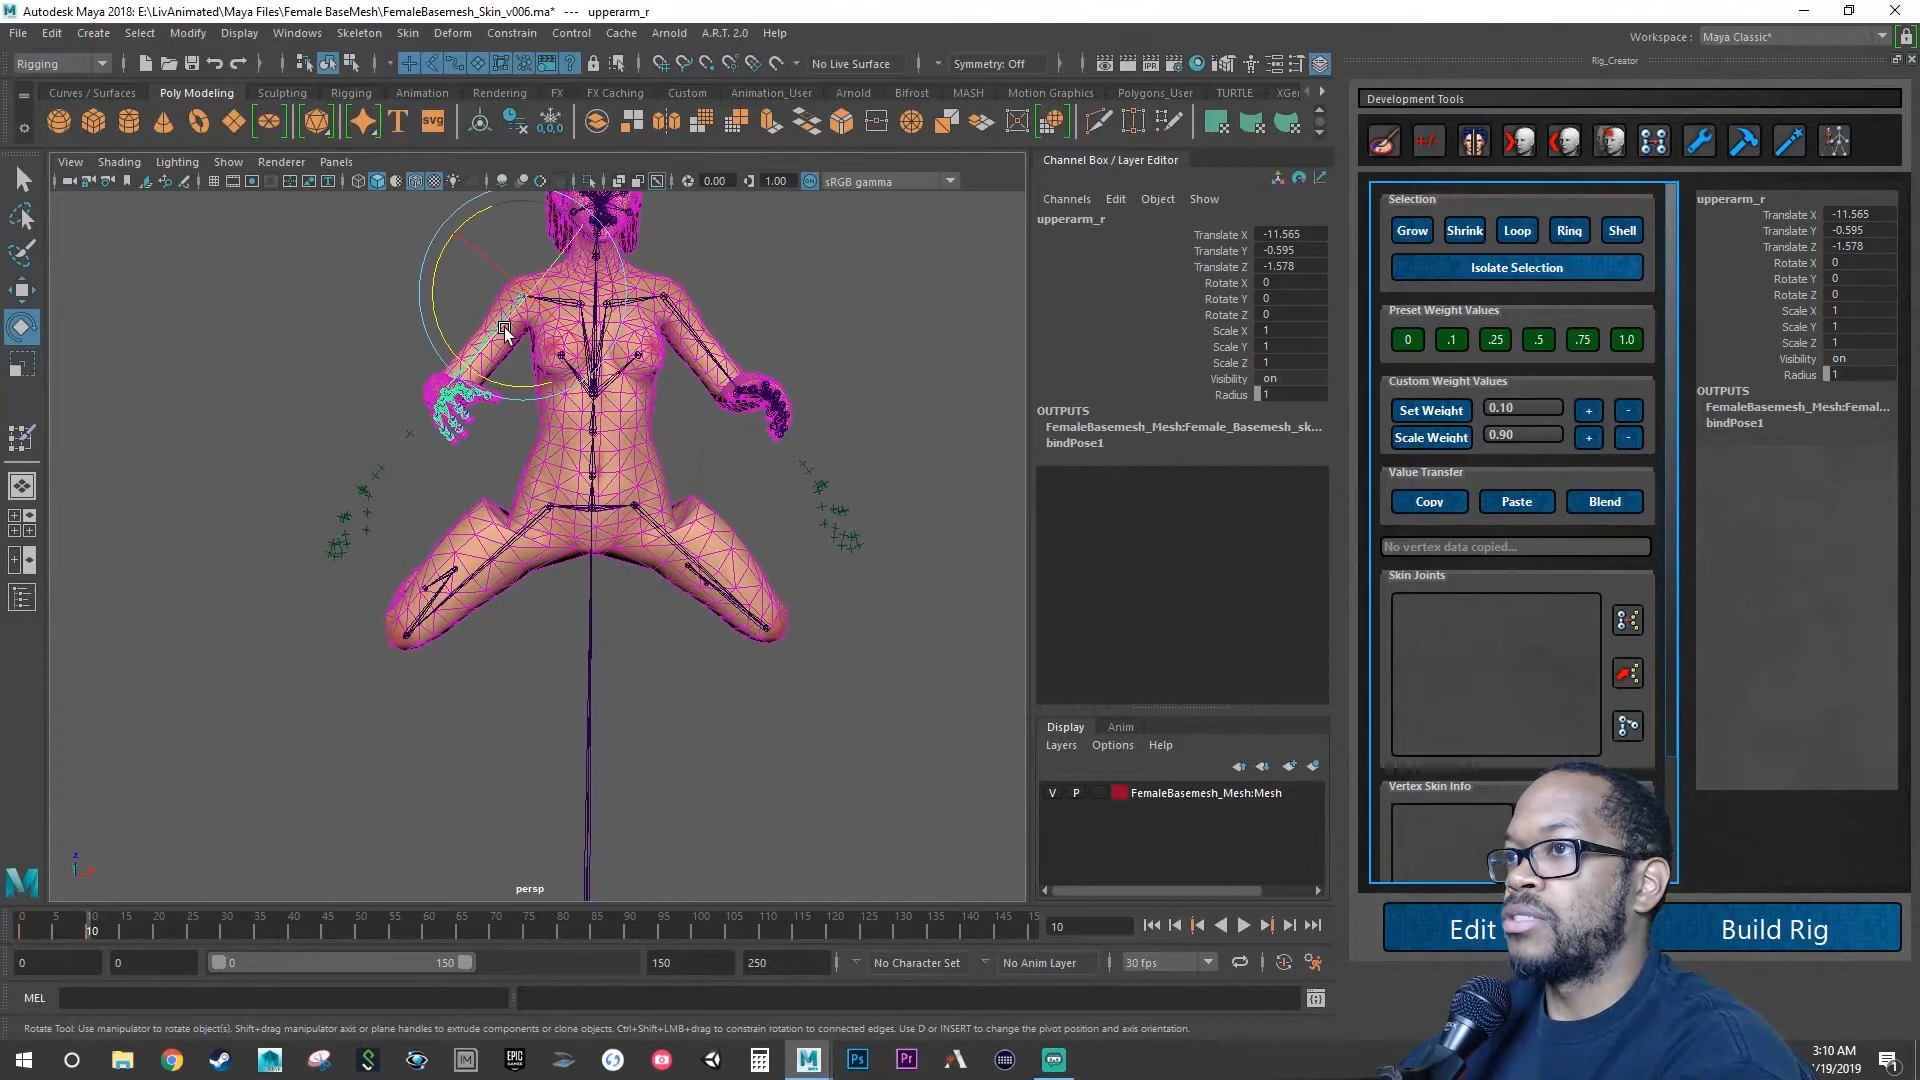 Autodesk Maya 2018: E:\LivAnimated\Maya Files\Female BaseMesh\FemaleBasemesh_Skin_v006.ma* --- upperarm_r
File Edit Create Select Modify Display Windows Skeleton Skin Deform Constrain Control Cache Arnold A.R.T. 2.0 Help
Workspace : Maya Classic*
Rigging No Live Surface Symmetry: Off
Rig_Creator
Curves / Surfaces Poly Modeling Sculpting Rigging Animation Rendering FX FX Caching Custom Animation_User Arnold Bifrost MASH Motion Graphics Polygons_User TURTLE XGe
Development Tools
T svg 0,0,0
+/-
View Shading Lighting Show Renderer Panels
0.00 1.00 sRGB gamma
persp
Channel Box / Layer Editor
Channels Edit Object Show
upperarm_r
Translate X -11.565
Translate Y -0.595
Translate Z -1.578
Rotate X 0
Rotate Y 0
Rotate Z 0
Scale X 1
Scale Y 1
Scale Z 1
Visibility on
Radius 1
OUTPUTS
FemaleBasemesh_Mesh:Female_Basemesh_sk...
bindPose1
Display Anim
Layers Options Help
V P FemaleBasemesh_Mesh:Mesh
Selection
Grow Shrink Loop Ring Shell
Isolate Selection
Preset Weight Values
0 .1 .25 .5 .75 1.0
Custom Weight Values
Set Weight 0.10 + -
Scale Weight 0.90 + -
Value Transfer
Copy Paste Blend
No vertex data copied...
Skin Joints
Vertex Skin Info
upperarm_r
Translate X -11.565
Translate Y -0.595
Translate Z -1.578
Rotate X 0
Rotate Y 0
Rotate Z 0
Scale X 1
Scale Y 1
Scale Z 1
Visibility on
Radius 1
OUTPUTS
FemaleBasemesh_Mesh:Femal...
bindPose1
Edit Build Rig
0 5 10 15 20 25 30 35 40 45 50 55 60 65 70 75 80 85 90 95 100 105 110 115 120 125 130 135 140 145 15
10
10
0 0 0 150 150 250 No Character Set No Anim Layer 30 fps
MEL
Rotate Tool: Use manipulator to rotate object(s). Shift+drag manipulator axis or plane handles to extrude components or clone objects. Ctrl+Shift+LMB+drag to constrain rotation to connected edges. Use D or INSERT to change the pivot position and axis orientation.
EPIC GAMES
Ps Pr
3:10 AM
/19/2019